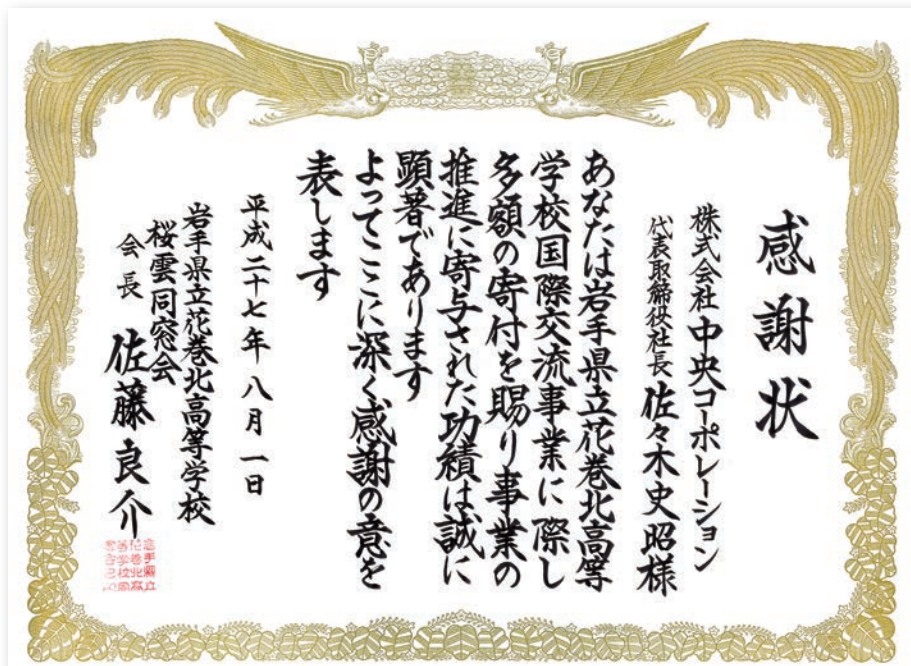 感謝状
株式会社中央コーポレーション
代表取締役社長 佐々木史昭様
あなたは岩手県立花巻北高等
学校国際交流事業に際し
多額の寄付を賜り事業の
推進に寄与された功績は誠に
顕著であります
よってここに深く感謝の意を
表します
平成二十七年八月一日
岩手県立花巻北高等学校
桜雲同窓会
会長 佐藤良介